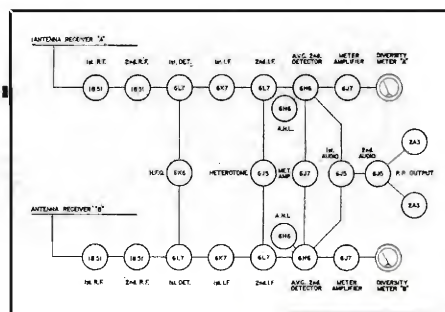 ANTENNA RECEIVER "A"
1st. R.F. 2nd. R.F. 1st. DET. 1st. I.F. 2nd. I.F. A.V.C. 2nd. DETECTOR METER AMPLIFIER DIVERSITY METER "A"
1851 1851 6L7 6K7 6L7 6H6 6J7
6H6
A.N.L.
1st. AUDIO 2nd. AUDIO 2A3
H.F.O. 6K6 HETEROTONE 6J5 MET. AMP. 6J7 6J5 6J5 P.P. OUTPUT
2A3
A.N.L.
6H6
ANTENNA RECEIVER "B"
1851 1851 6L7 6K7 6L7 6H6 6J7
1st. R.F. 2nd. R.F. 1st. DET. 1st. I.F. 2nd. I.F. A.V.C. 2nd. DETECTOR METER AMPLIFIER DIVERSITY METER "B"